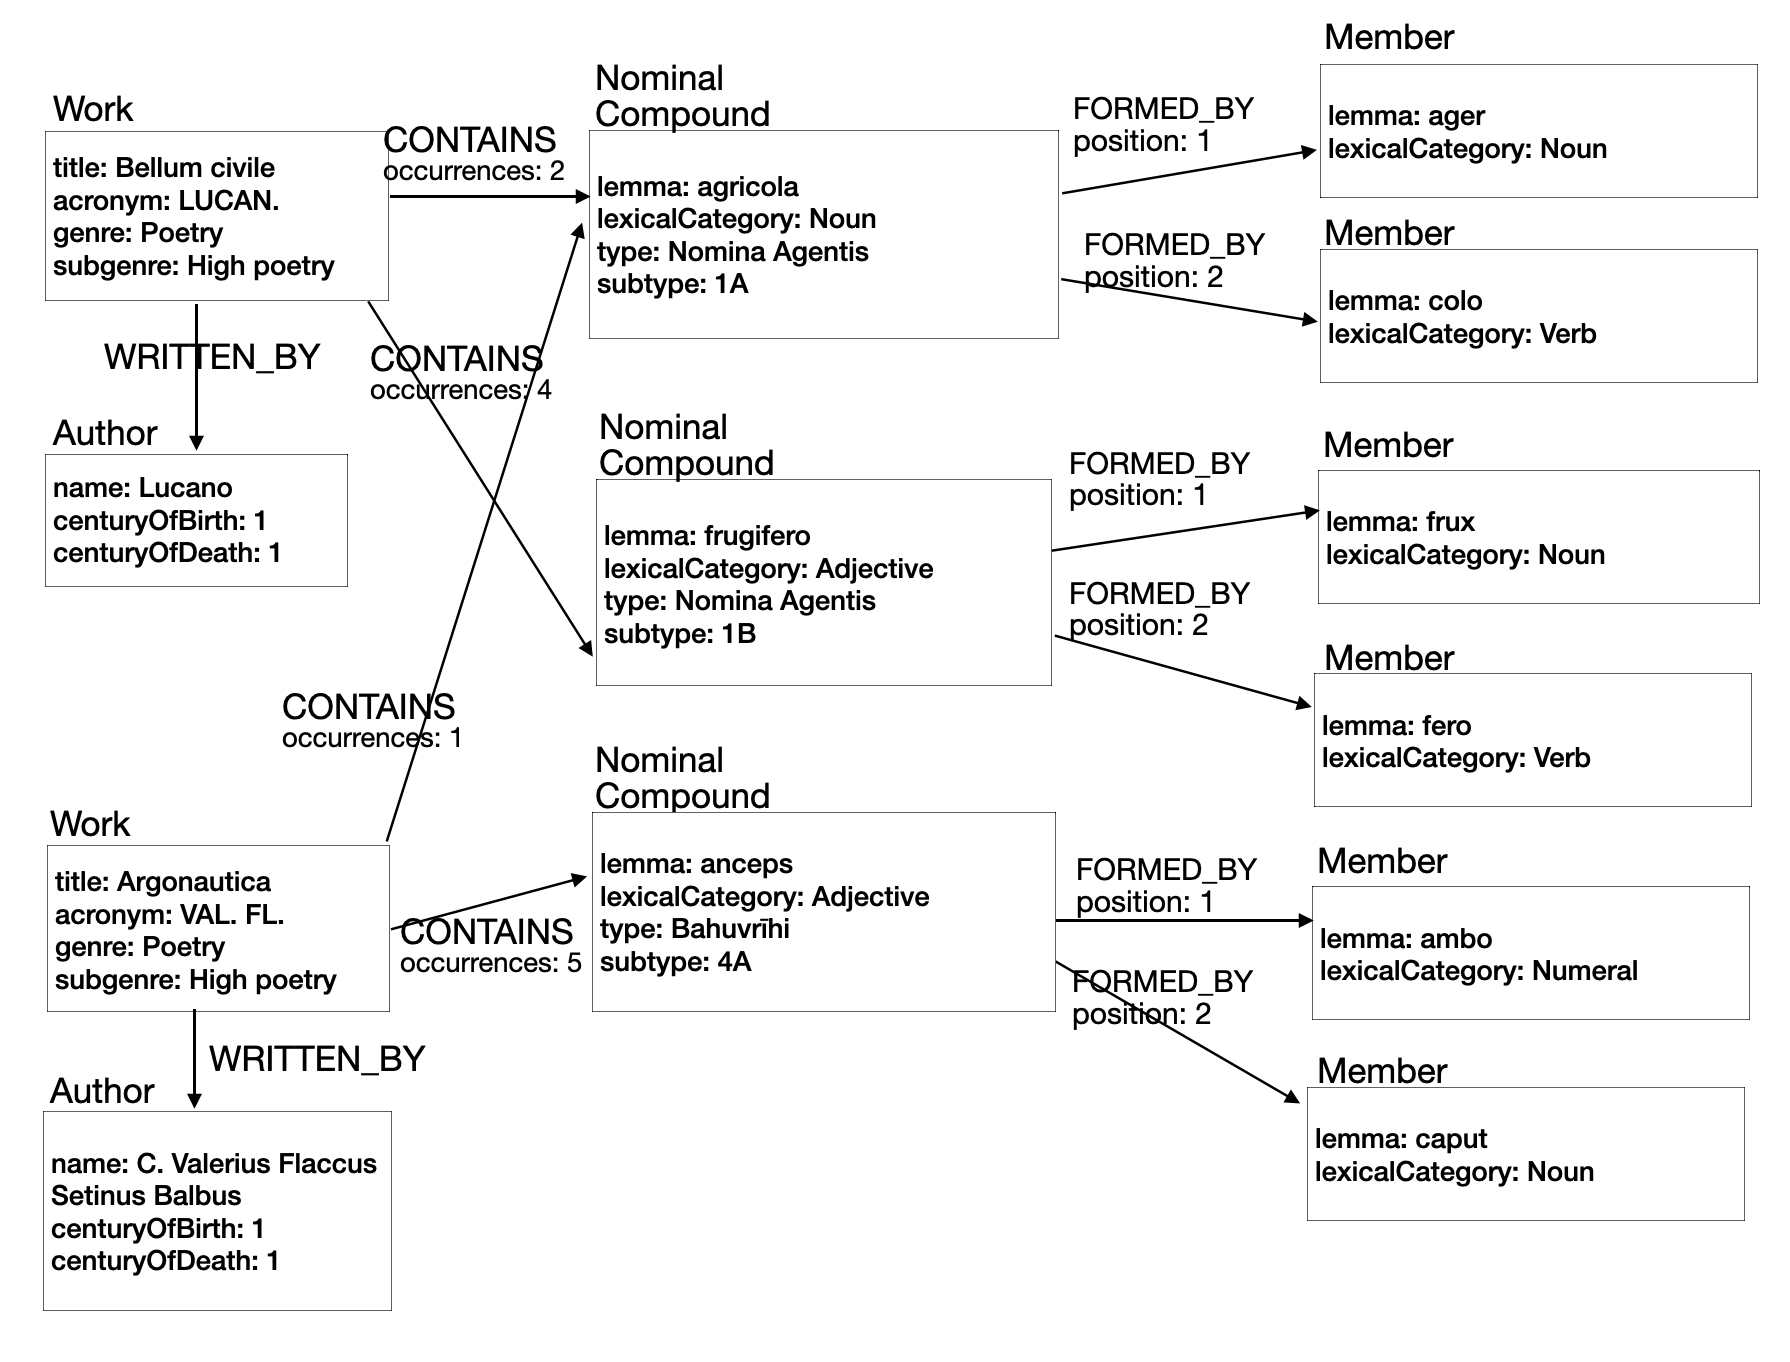 Work
title: Bellum civile
acronym: LUCAN.
genre: Poetry
subgenre: High poetry
CONTAINS
occurrences: 2
Nominal
Compound
lemma: agricola
lexicalCategory: Noun
type: Nomina Agentis
subtype: 1A
FORMED_BY
position: 1
Member
lemma: ager
lexicalCategory: Noun
FORMED_BY
position: 2
Member
lemma: colo
lexicalCategory: Verb
WRITTEN_BY
CONTAINS
occurrences: 4
Author
name: Lucano
centuryOfBirth: 1
centuryOfDeath: 1
Nominal
Compound
lemma: frugifero
lexicalCategory: Adjective
type: Nomina Agentis
subtype: 1B
FORMED_BY
position: 1
Member
lemma: frux
lexicalCategory: Noun
FORMED_BY
position: 2
Member
lemma: fero
lexicalCategory: Verb
CONTAINS
occurrences: 1
Work
title: Argonautica
acronym: VAL. FL.
genre: Poetry
subgenre: High poetry
CONTAINS
occurrences: 5
Nominal
Compound
lemma: anceps
lexicalCategory: Adjective
type: Bahuvrīhi
subtype: 4A
FORMED_BY
position: 1
Member
lemma: ambo
lexicalCategory: Numeral
FORMED_BY
position: 2
Member
lemma: caput
lexicalCategory: Noun
WRITTEN_BY
Author
name: C. Valerius Flaccus
Setinus Balbus
centuryOfBirth: 1
centuryOfDeath: 1